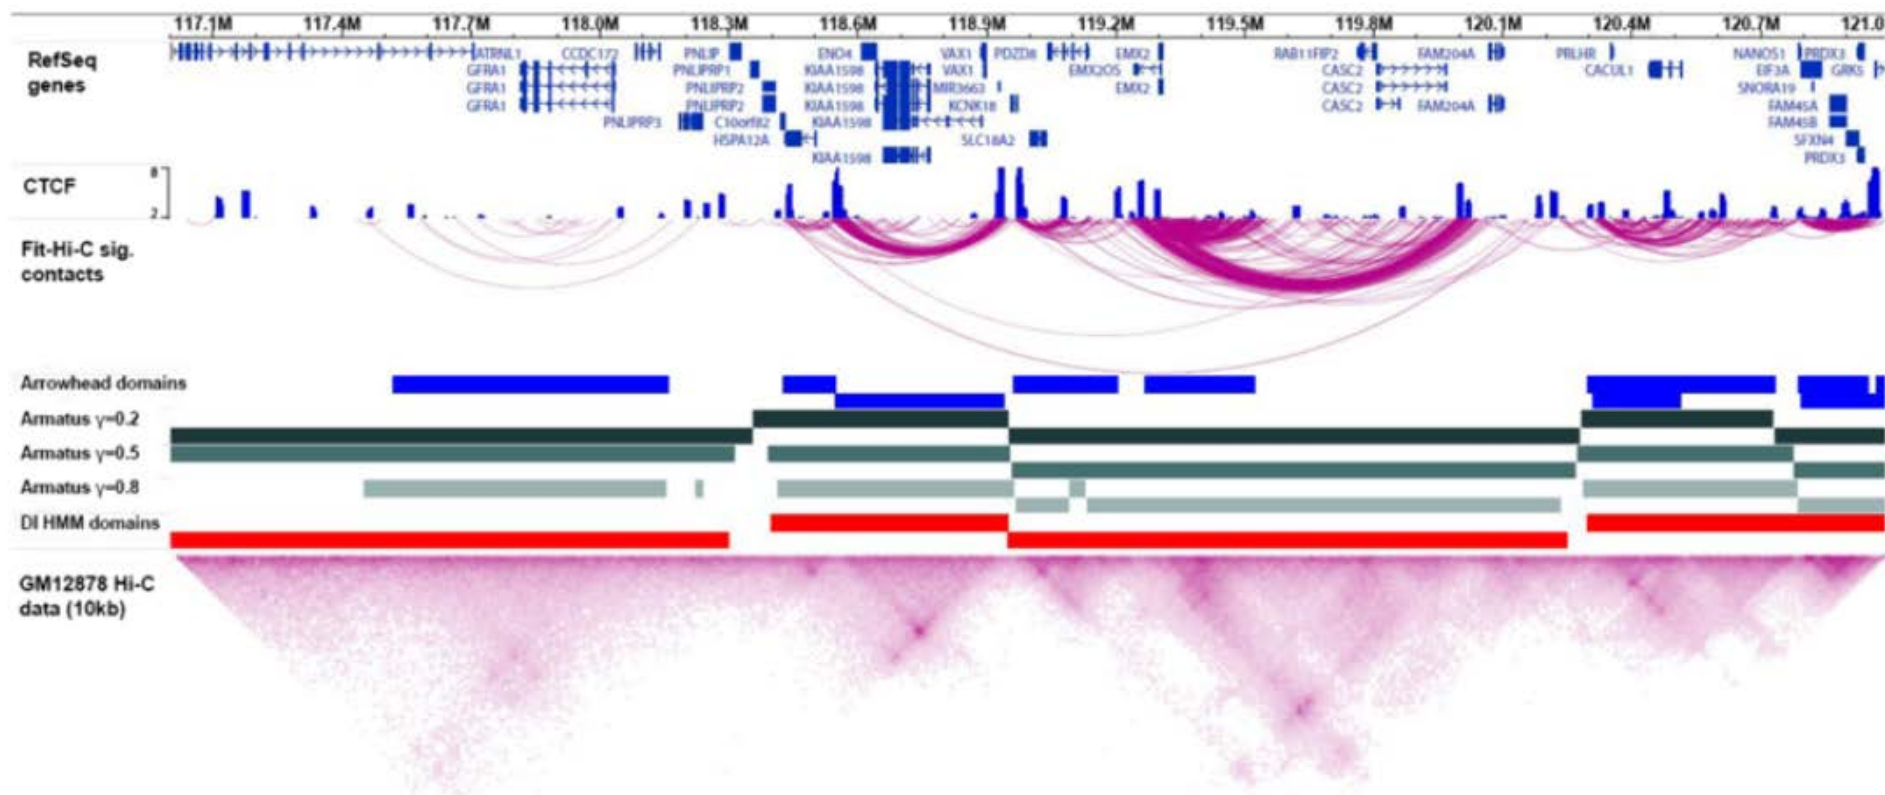 117.1M 117.4M 117.7M 118.0M 118.3M 118.6M 118.9M 119.2M 119.5M 119.8M 120.1M 120.4M 120.7M 121.0
RefSeq
genes
ATRNL1 CCDC172 PNLIP ENO4 VAX1 PDZD8 EMX2 RAB11FIP2 FAM204A PRLHR NANOS1 PRDX3
GFRA1 PNLIPRP1 KIAA1598 VAX1 EMX2OS CASC2 CACUL1 EIF3A GRK5
GFRA1 PNLIPRP2 KIAA1598 MIR3663 EMX2 CASC2 SNORA19
GFRA1 PNLIPRP2 KIAA1598 KCNK18 CASC2 FAM204A FAM45A
PNLIPRP3 C10orf82 KIAA1598 FAM45B
HSPA12A SLC18A2 SFXN4
KIAA1598 PRDX3
CTCF
8
2
Fit-Hi-C sig.
contacts
Arrowhead domains
Armatus γ=0.2
Armatus γ=0.5
Armatus γ=0.8
DI HMM domains
GM12878 Hi-C
data (10kb)